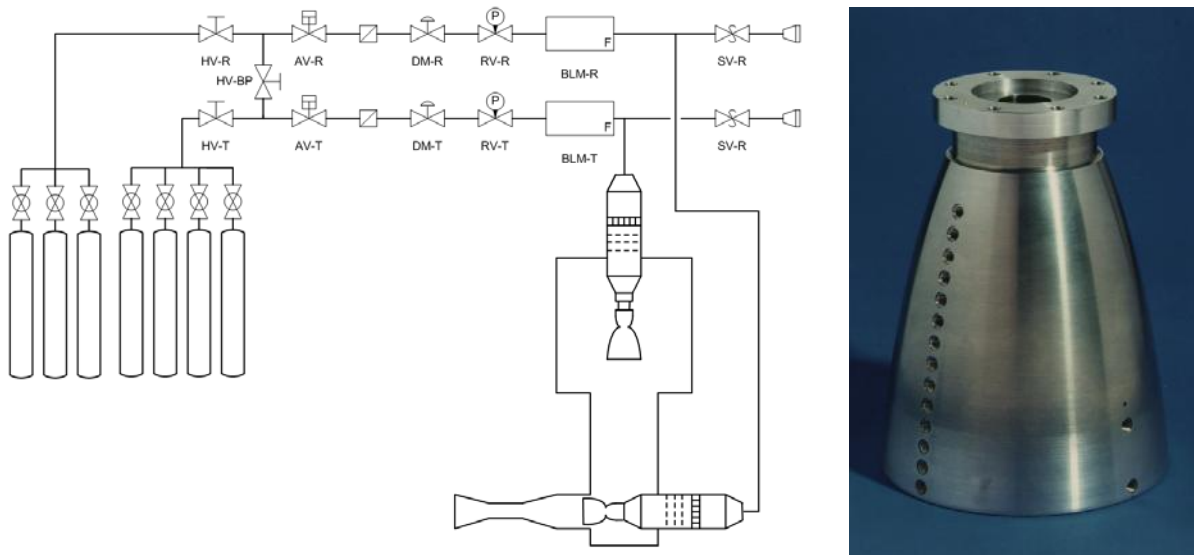 P
HV-R
AV-R
DM-R
RV-R
F
BLM-R
SV-R
HV-BP
P
HV-T
AV-T
DM-T
RV-T
F
BLM-T
SV-R